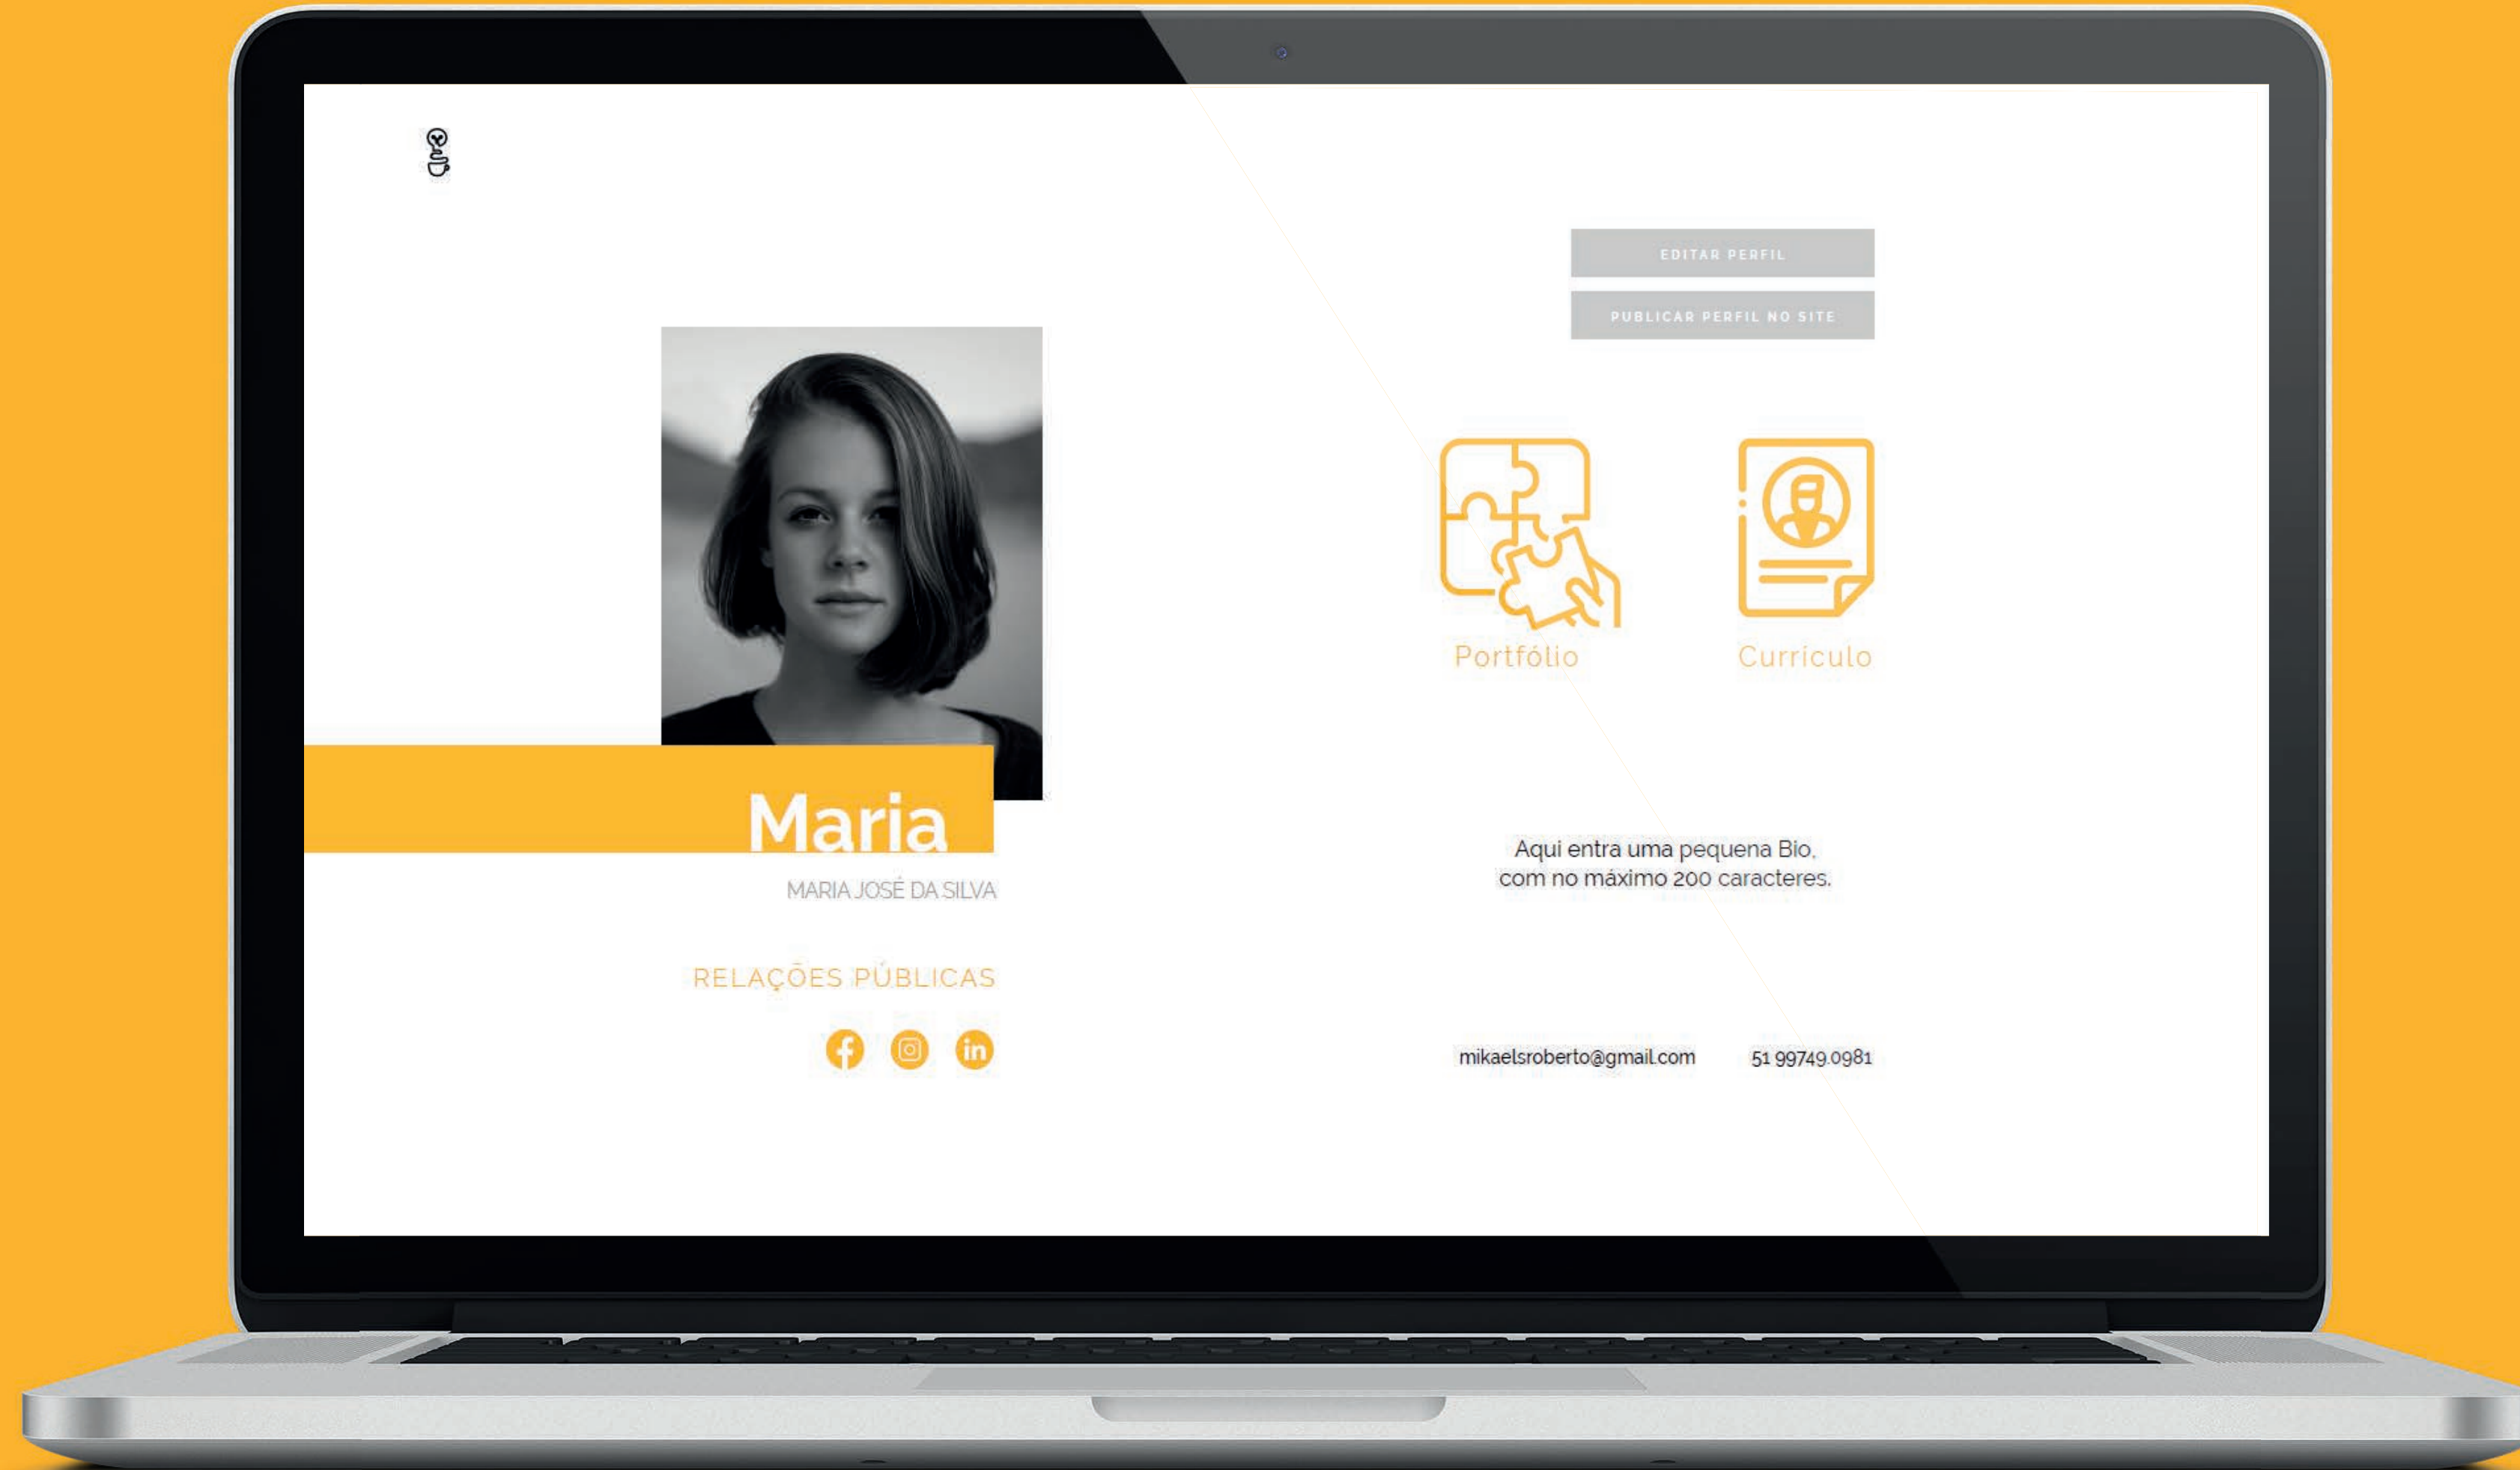 EDITAR PERFIL
PUBLICAR PERFIL NO SITE
Portfólio
Currículo
Maria
MARIA JOSÉ DA SILVA
RELAÇÕES PÚBLICAS
in
Aqui entra uma pequena Bio,
com no máximo 200 caracteres.
mikaelsroberto@gmail.com
51 99749.0981